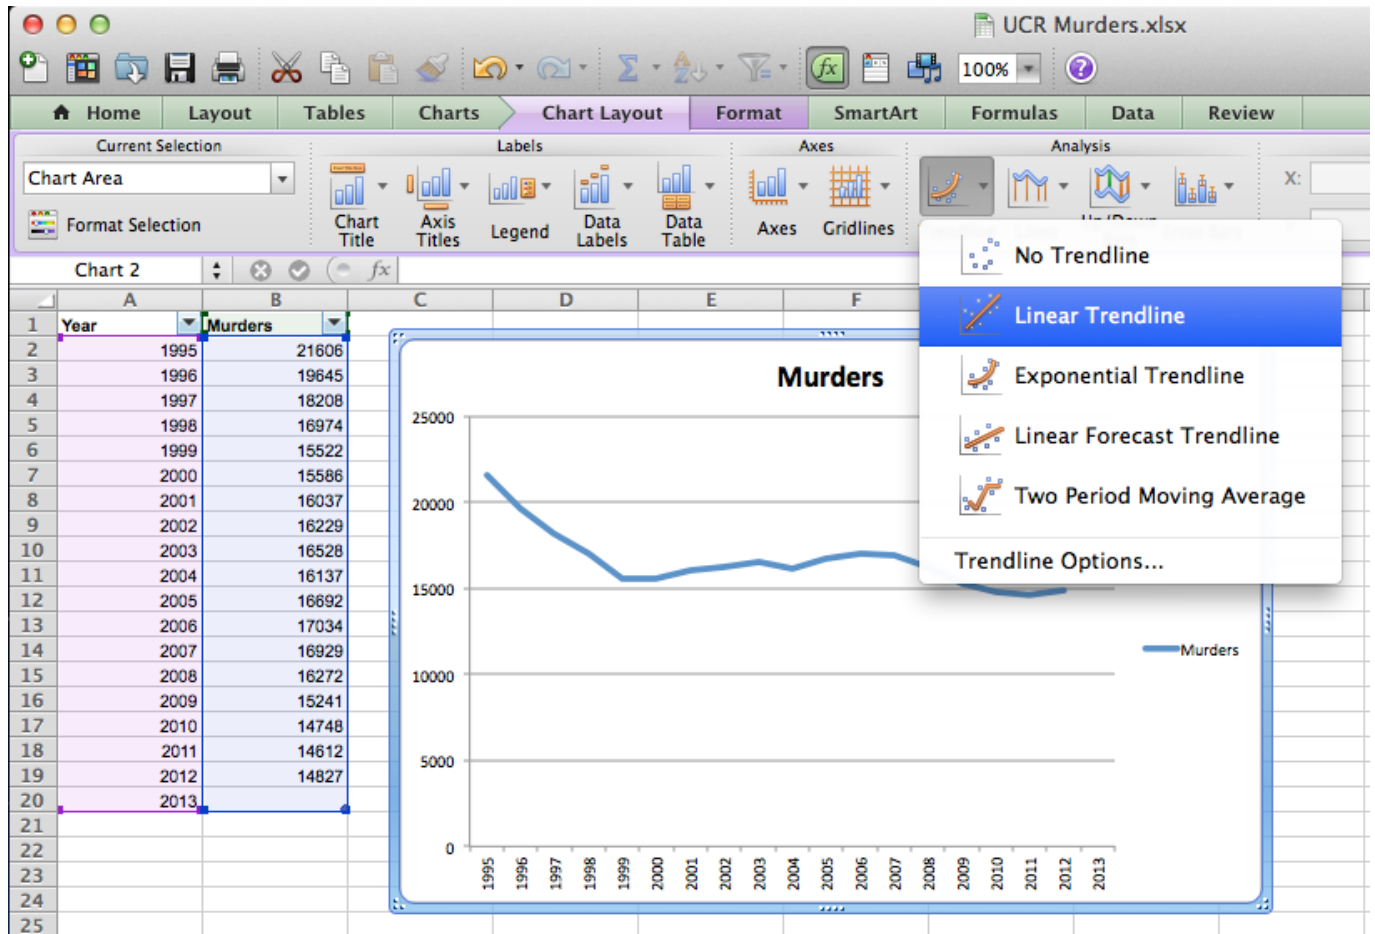 UCR Murders.xlsx
100%
Home Layout Tables Charts Chart Layout Format SmartArt Formulas Data Review
Current Selection Labels Axes Analysis
Chart Area
X:
Format Selection
Chart Title
Axis Titles
Legend
Data Labels
Data Table
Axes
Gridlines
Up/Down
No Trendline
Linear Trendline
Exponential Trendline
Linear Forecast Trendline
Two Period Moving Average
Trendline Options...
Chart 2 fx
A B C D E F
1 Year Murders
2 1995 21606
3 1996 19645
4 1997 18208
5 1998 16974
6 1999 15522
7 2000 15586
8 2001 16037
9 2002 16229
10 2003 16528
11 2004 16137
12 2005 16692
13 2006 17034
14 2007 16929
15 2008 16272
16 2009 15241
17 2010 14748
18 2011 14612
19 2012 14827
20 2013
21
22
23
24
25
Murders
25000
20000
15000
10000
5000
0
1995 1996 1997 1998 1999 2000 2001 2002 2003 2004 2005 2006 2007 2008 2009 2010 2011 2012 2013
Murders